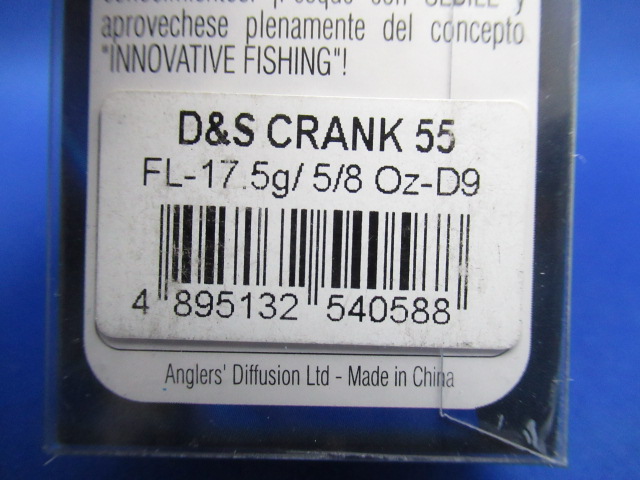 y
aprovechese plenamente del concepto
"INNOVATIVE FISHING"!
D&S CRANK 55
FL-17.5g/ 5/8 Oz-D9
4 895132 540588
Anglers' Diffusion Ltd - Made in China